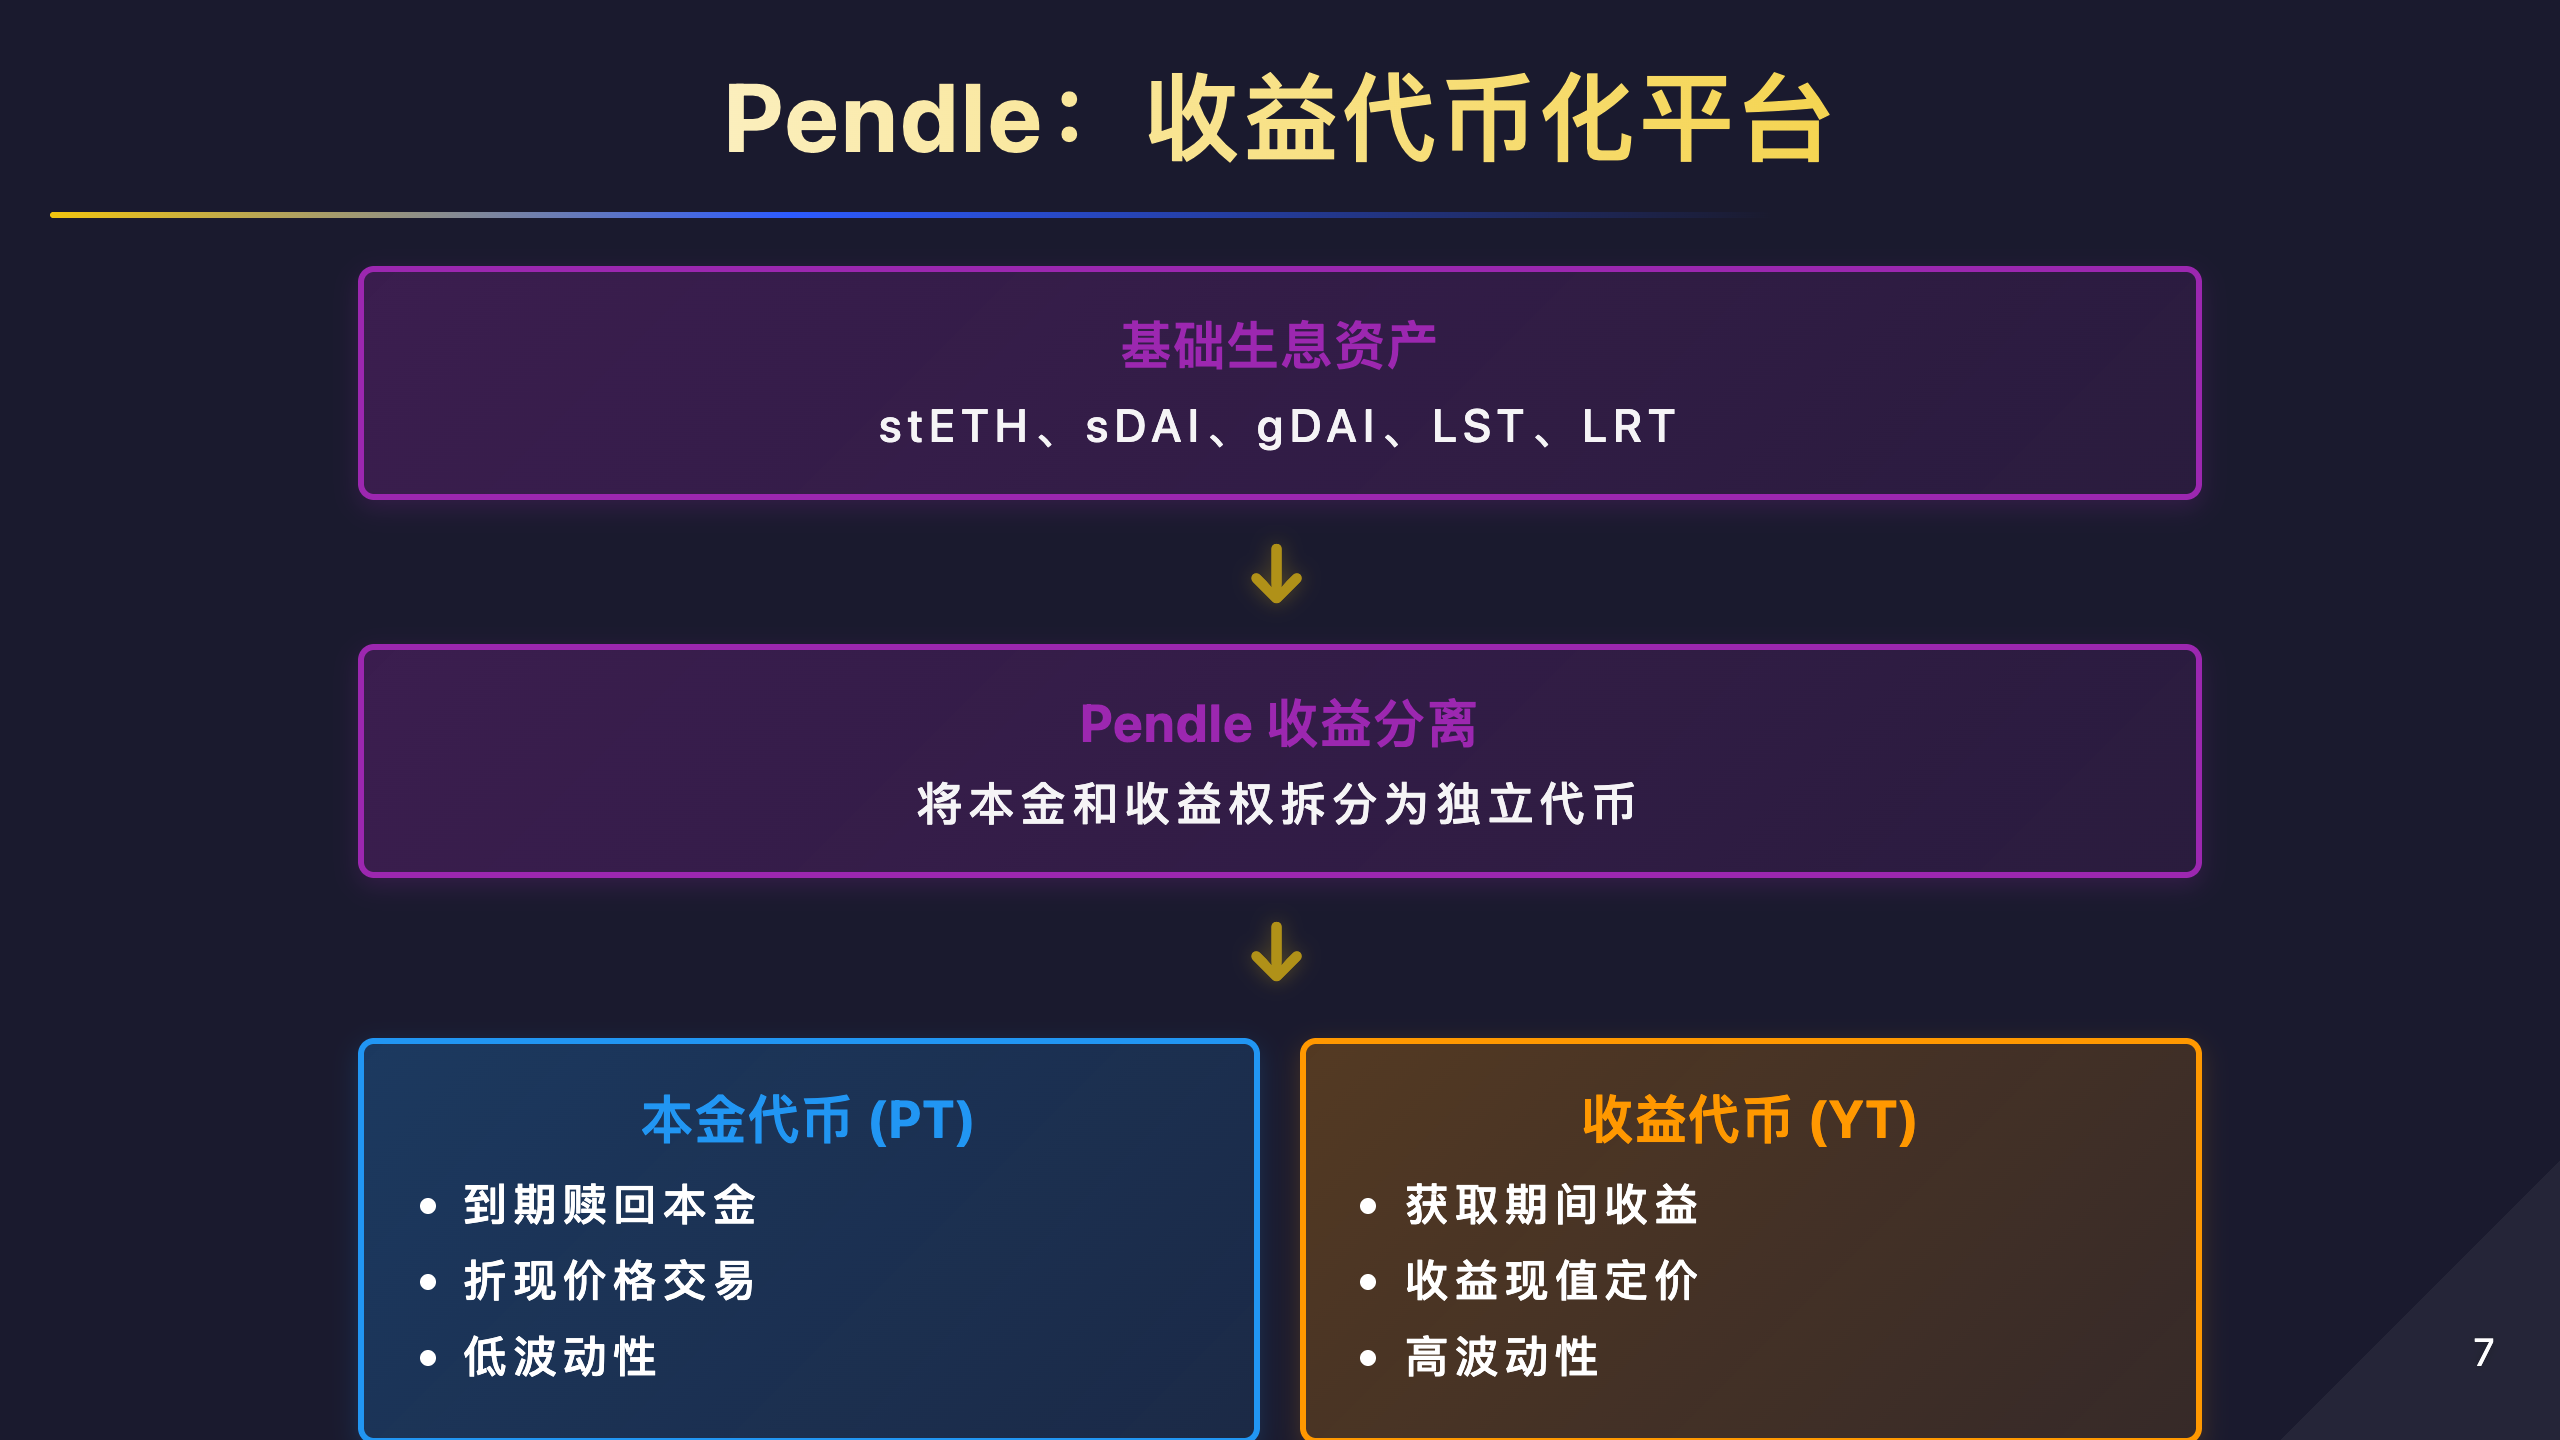 Pendle：收益代币化平台
基础生息资产
stETH、sDAI、gDAI、LST、LRT
Pendle 收益分离
将本金和收益权拆分为独立代币
本金代币 (PT)
• 到期赎回本金
• 折现价格交易
• 低波动性
收益代币 (YT)
• 获取期间收益
• 收益现值定价
• 高波动性
7